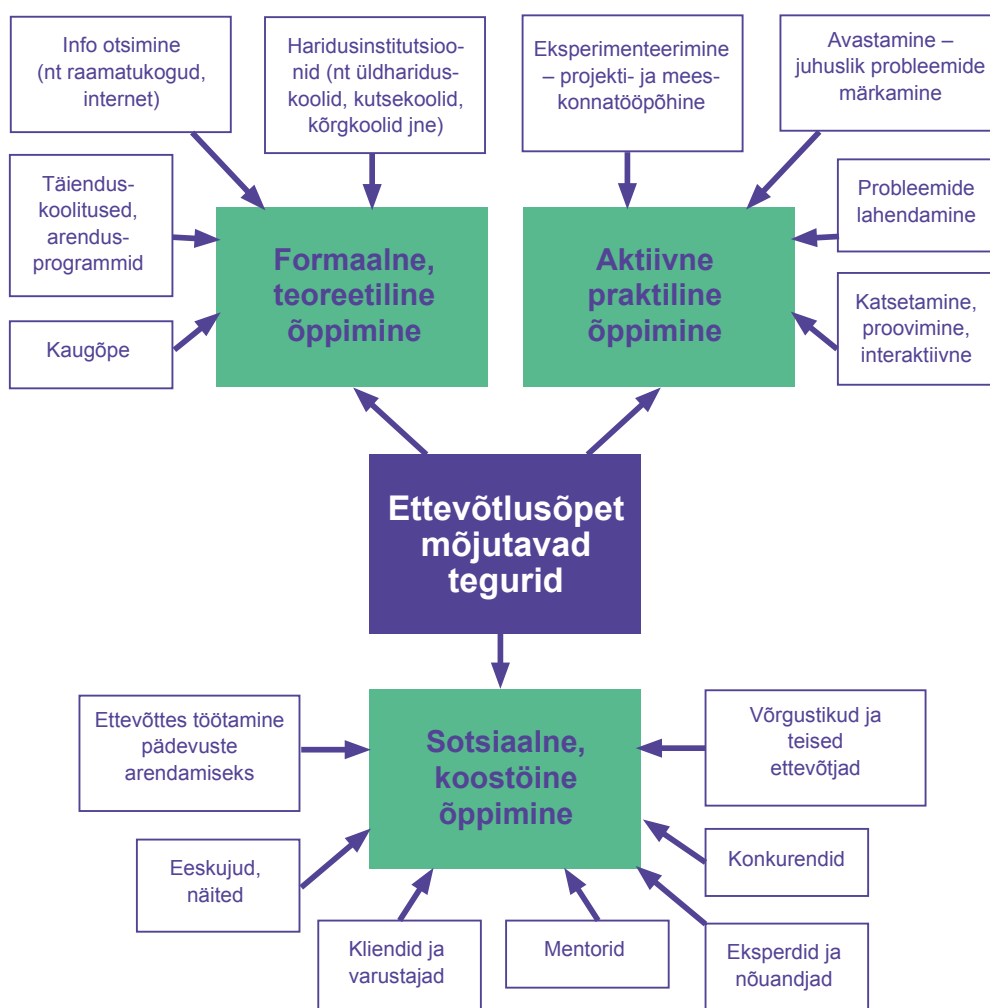 Info otsimine
(nt raamatukogud,
internet)
Haridusinstitutsioo-
nid (nt üldharidus-
koolid, kutsekoolid,
kõrgkoolid jne)
Eksperimenteerimine
– projekti- ja mees-
konnatööpõhine
Avastamine –
juhuslik probleemide
märkamine
Täiendus-
koolitused,
arendus-
programmid
Kaugõpe
Formaalne,
teoreetiline
õppimine
Aktiivne
praktiline
õppimine
Probleemide
lahendamine
Katsetamine,
proovimine,
interaktiivne
Ettevõtlusõpet
mõjutavad
tegurid
Ettevõttes töötamine
pädevuste
arendamiseks
Sotsiaalne,
koostöine
õppimine
Võrgustikud ja
teised
ettevõtjad
Eeskujud,
näited
Konkurendid
Kliendid ja
varustajad
Mentorid
Eksperdid ja
nõuandjad